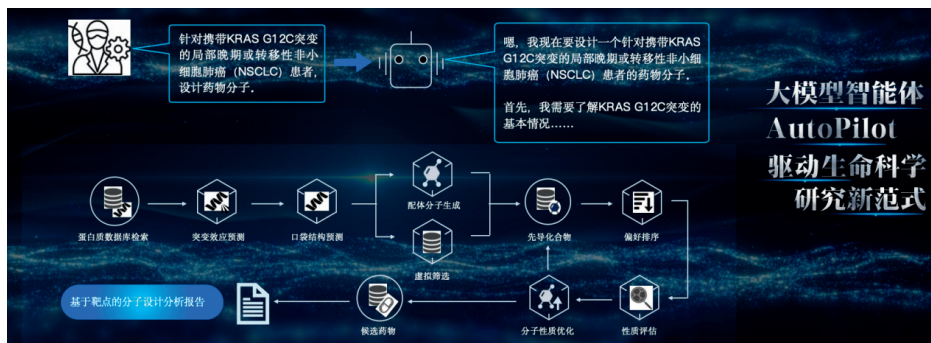 针对携带KRAS G12C突变
的局部晚期或转移性非小
细胞肺癌（NSCLC）患者，
设计药物分子．
嗯，我现在要设计一个针对携带KRAS
G12C突变的局部晚期或转移性非小细
胞肺癌（NSCLC）患者的药物分子．
首先，我需要了解KRAS G12C突变的
基本情况……
大模型智能体
AutoPilot
驱动生命科学
研究新范式
蛋白质数据库检索
突变效应预测
口袋结构预测
配体分子生成
虚拟筛选
先导化合物
偏好排序
性质评估
分子性质优化
候选药物
基于靶点的分子设计分析报告